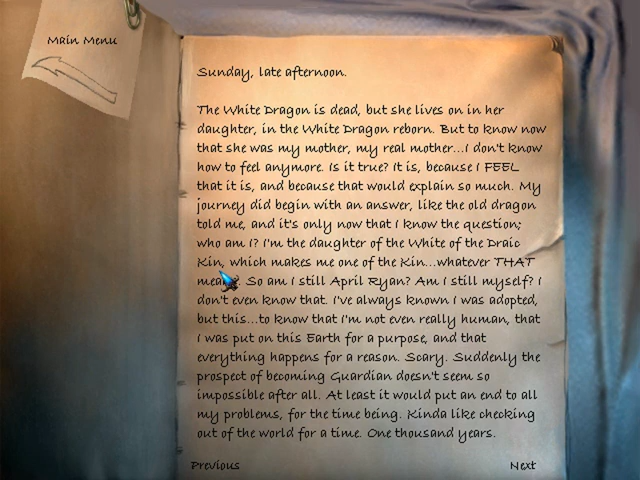 Main Menu
Sunday, late afternoon.
The White Dragon is dead, but she lives on in her
daughter, in the White Dragon reborn. But to know now
that she was my mother, my real mother...I don't know
how to feel anymore. Is it true? It is, because I FEEL
that it is, and because that would explain so much. My
journey did begin with an answer, like the old dragon
told me, and it's only now that I know the question;
who am I? I'm the daughter of the White of the Draic
Kin, which makes me one of the Kin...whatever THAT
So am I still April Ryan? Am I still myself? I
don't even know that. I've always known I was adopted,
but this...to know that I'm not even really human, that
I was put on this Earth for a purpose, and that
everything happens for a reason. Scary. Suddenly the
prospect of becoming Guardian doesn't seem so
impossible after all. At least it would put an end to all
my problems, for the time being. Kinda like checking
out of the world for a time. One thousand years.
Previous
Next